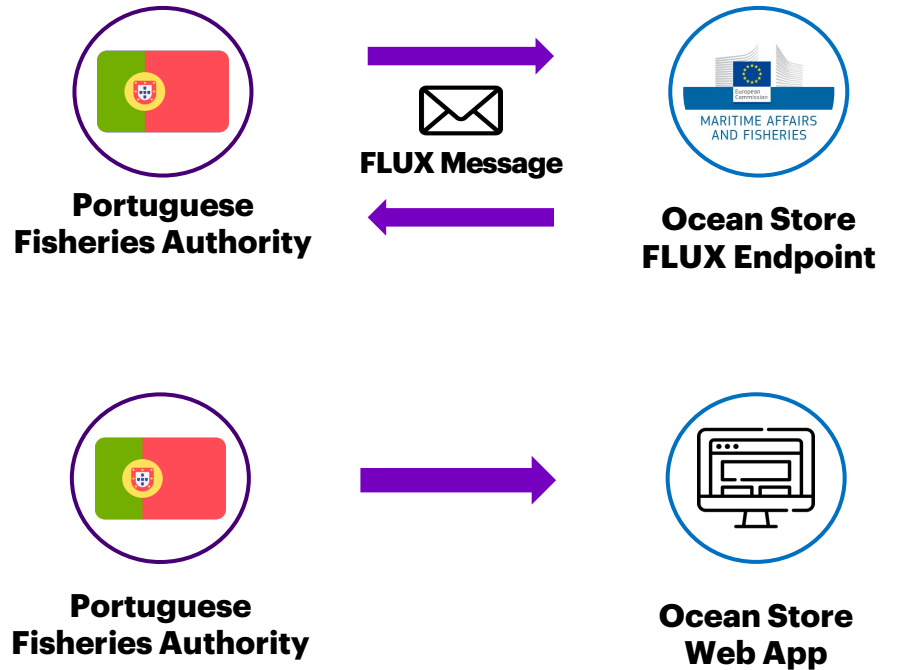 European
Commission
MARITIME AFFAIRS
AND FISHERIES
FLUX Message
Portuguese
Fisheries Authority
Ocean Store
FLUX Endpoint
Portuguese
Fisheries Authority
Ocean Store
Web App